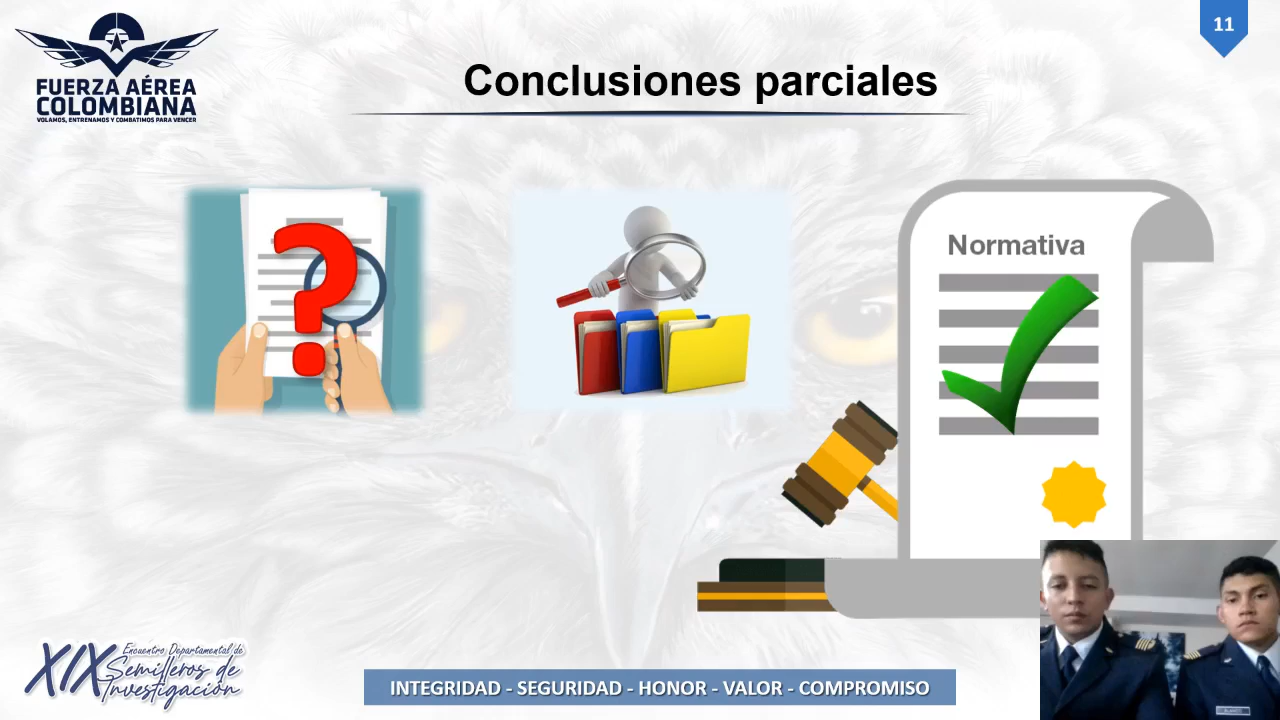 11
FUERZA AÉREA
COLOMBIANA
VOLAMOS, ENTRENAMOS Y COMBATIMOS PARA VENCER
Conclusiones parciales
?
Normativa
XIX Encuentro Departamental de
Semilleros de
Investigación
INTEGRIDAD - SEGURIDAD - HONOR - VALOR - COMPROMISO